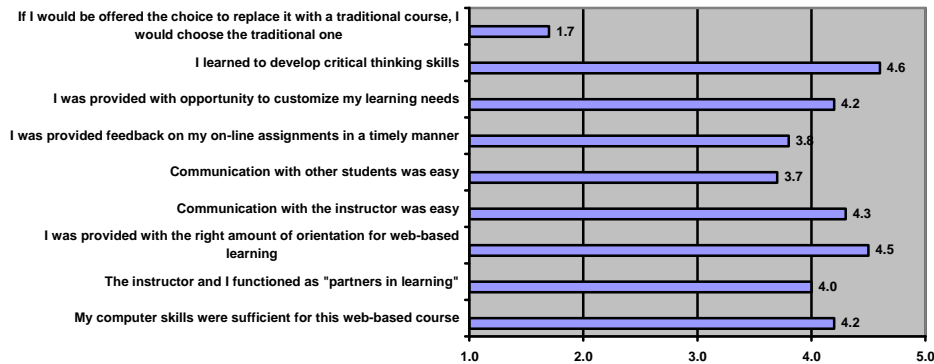 If I would be offered the choice to replace it with a traditional course, I
would choose the traditional one
1.7
I learned to develop critical thinking skills
4.6
I was provided with opportunity to customize my learning needs
4.2
I was provided feedback on my on-line assignments in a timely manner
3.8
Communication with other students was easy
3.7
Communication with the instructor was easy
4.3
I was provided with the right amount of orientation for web-based
learning
4.5
The instructor and I functioned as "partners in learning"
4.0
My computer skills were sufficient for this web-based course
4.2
1.0 2.0 3.0 4.0 5.0